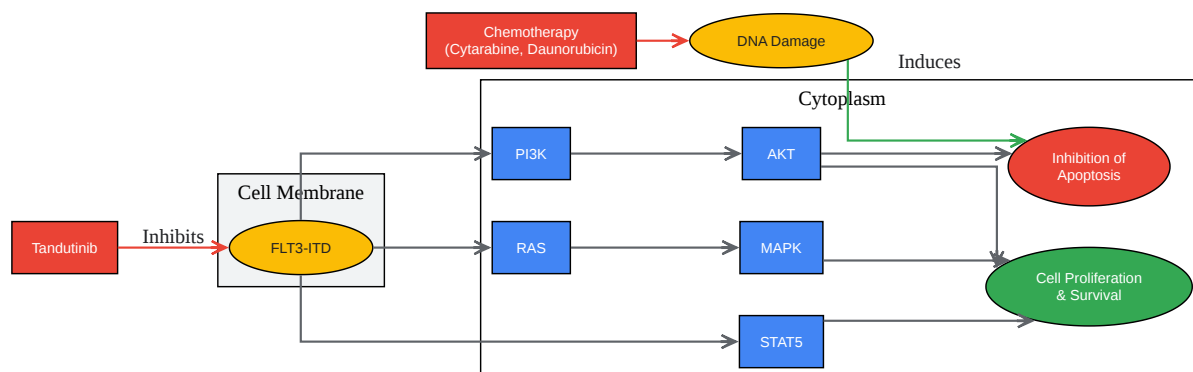 Chemotherapy
(Cytarabine, Daunorubicin)
DNA Damage
Induces
Cytoplasm
PI3K
AKT
Inhibition of
Apoptosis
Cell Membrane
Tandutinib
Inhibits
FLT3-ITD
RAS
MAPK
Cell Proliferation
& Survival
STAT5